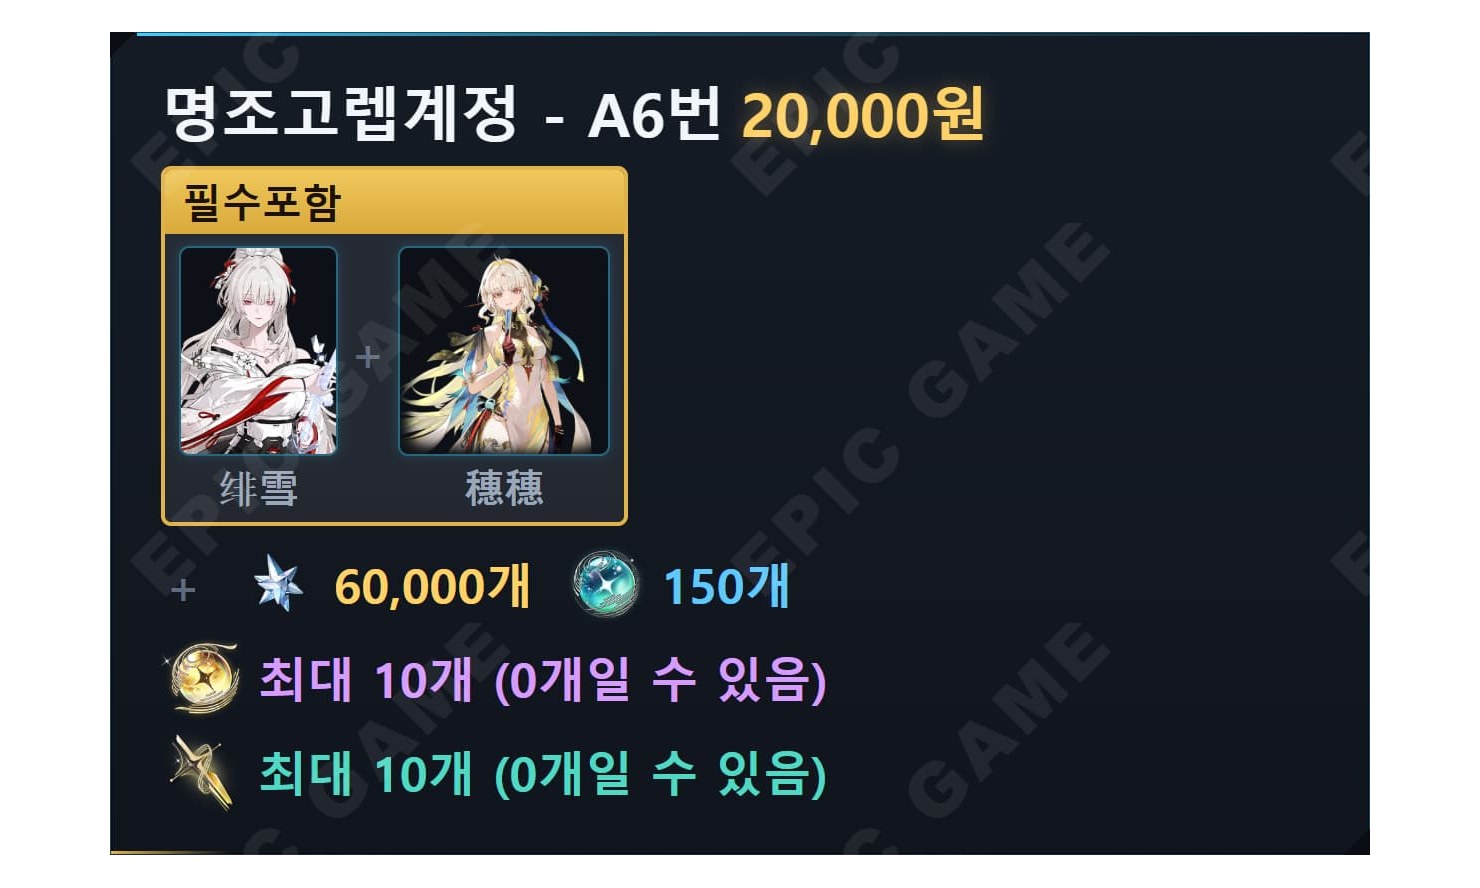 명조고렙계정 - A6번 20,000원
필수포함
+
绯雪 穗穗
+ 60,000개 150개
최대 10개 (0개일 수 있음)
최대 10개 (0개일 수 있음)
EPIC GAME